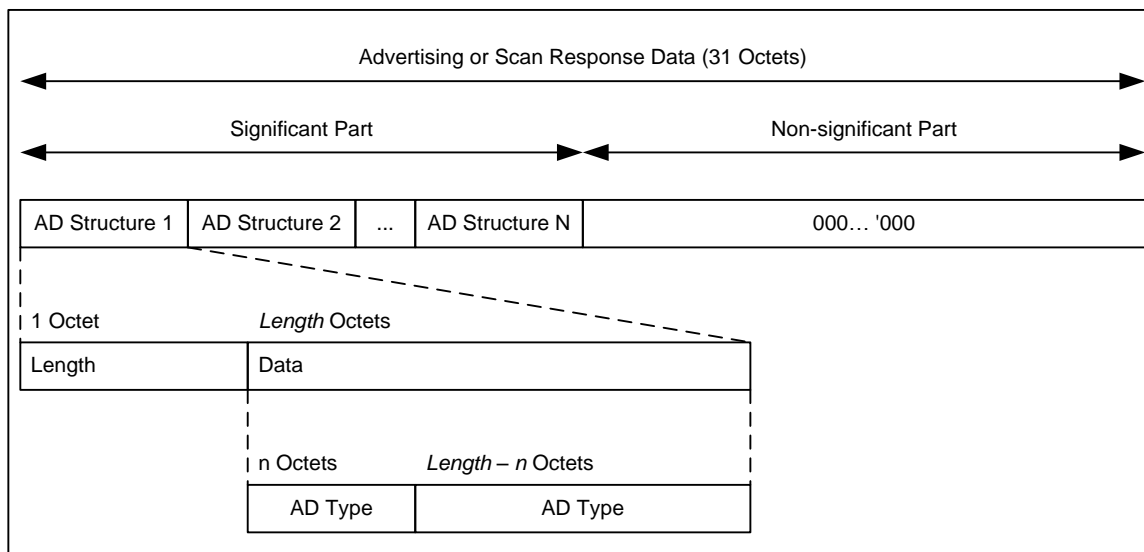 Advertising or Scan Response Data (31 Octets)
Significant Part Non-significant Part
AD Structure 1 AD Structure 2 ... AD Structure N 000… '000
1 Octet Length Octets
Length Data
n Octets Length – n Octets
AD Type AD Type